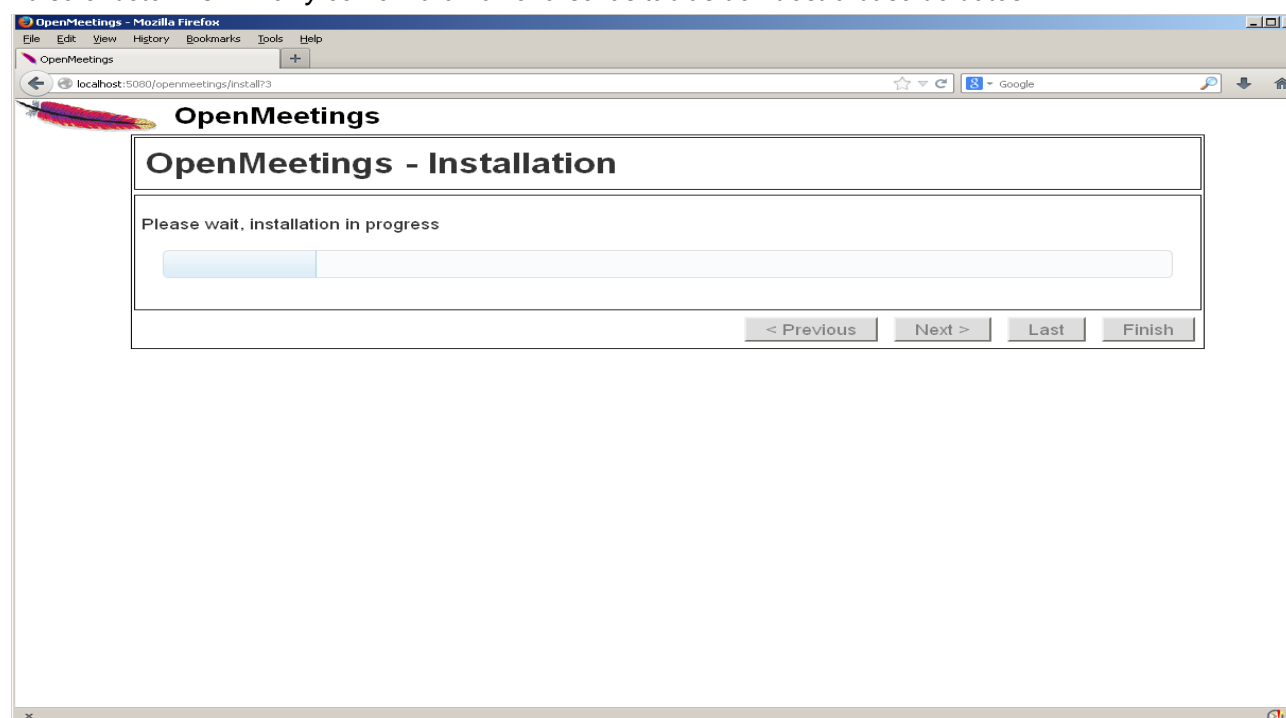 OpenMeetings - Mozilla Firefox
File Edit View History Bookmarks Tools Help
OpenMeetings +
localhost:5080/openmeetings/install?3
8 Google
OpenMeetings
OpenMeetings - Installation
Please wait, installation in progress
< Previous Next > Last Finish